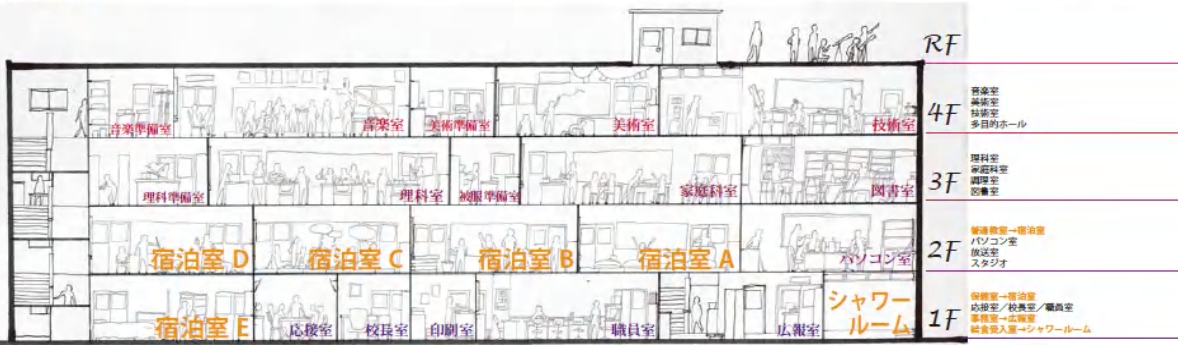 RF
音楽準備室
音楽室
美術準備室
美術室
技術室
4F
音楽室
美術室
技術室
多目的ホール
理科準備室
理科室
被服準備室
家庭科室
図書室
3F
理科室
家庭科室
調理室
図書室
宿泊室 D
宿泊室 C
宿泊室 B
宿泊室 A
パソコン室
2F
普通教室→宿泊室
パソコン室
放送室
スタジオ
宿泊室 E
応接室
校長室
印刷室
職員室
広報室
シャワー
ルーム
1F
保健室→宿泊室
応接室/校長室/職員室
事務室→広報室
給食受入室→シャワールーム